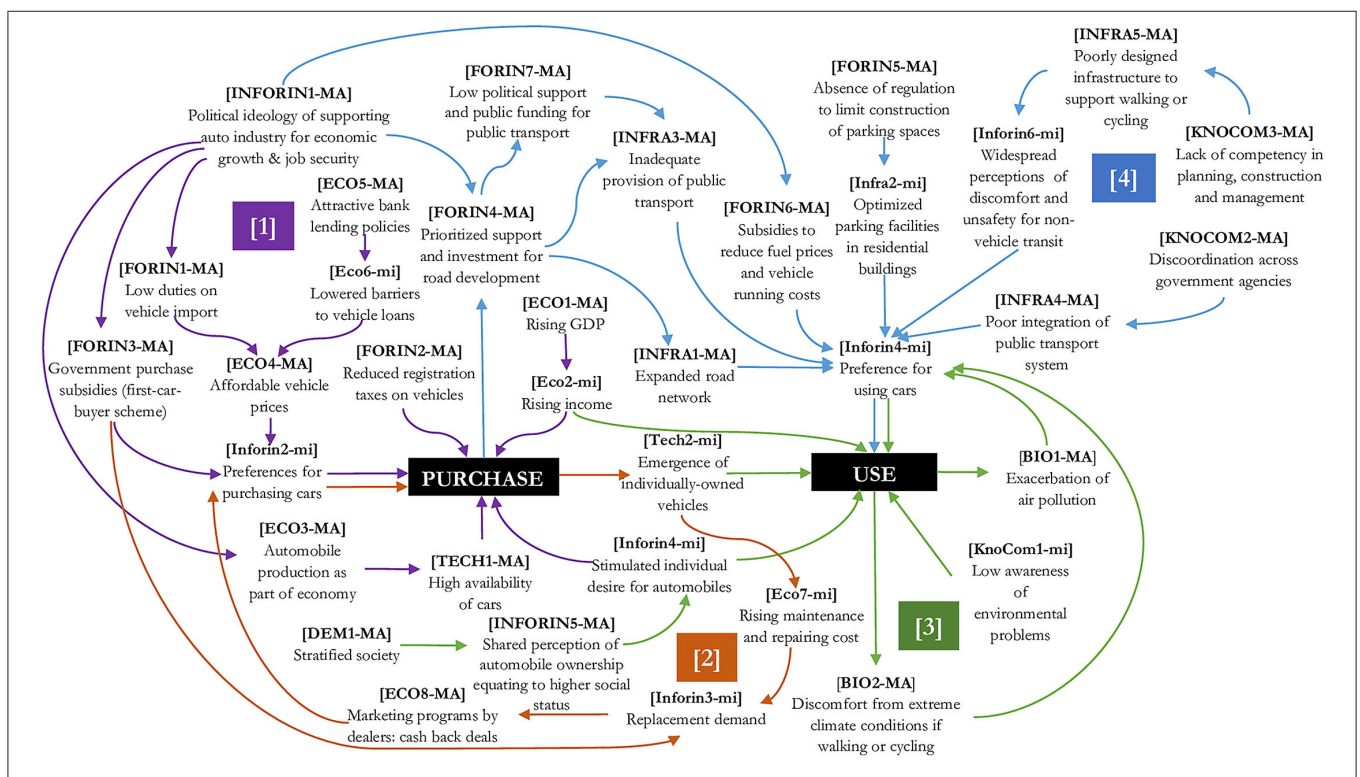 [INFORIN1-MA]
Political ideology of supporting
auto industry for economic
growth & job security
[FORIN7-MA]
Low political support
and public funding for
public transport
[FORIN5-MA]
Absence of regulation
to limit construction
of parking spaces
[INFRA5-MA]
Poorly designed
infrastructure to
support walking or
cycling
[INFRA3-MA]
Inadequate
provision of public
transport
[Inforin6-mi]
Widespread
perceptions of
discomfort and
unsafety for non-
vehicle transit
[4]
[KNOCOM3-MA]
Lack of competency in
planning, construction
and management
[1]
[ECO5-MA]
Attractive bank
lending policies
[FORIN4-MA]
Prioritized support
and investment for
road development
[FORIN6-MA]
Subsidies to
reduce fuel prices
and vehicle
running costs
[Infra2-mi]
Optimized
parking facilities
in residential
buildings
[KNOCOM2-MA]
Discoordination across
government agencies
[FORIN1-MA]
Low duties on
vehicle import
[Eco6-mi]
Lowered barriers
to vehicle loans
[ECO1-MA]
Rising GDP
[INFRA4-MA]
Poor integration of
public transport
system
[FORIN3-MA]
Government purchase
subsidies (first-car-
buyer scheme)
[ECO4-MA]
Affordable vehicle
prices
[FORIN2-MA]
Reduced registration
taxes on vehicles
[Eco2-mi]
Rising income
[INFRA1-MA]
Expanded road
network
[Inforin4-mi]
Preference for
using cars
[Inforin2-mi]
Preferences for
purchasing cars
PURCHASE
[Tech2-mi]
Emergence of
individually-owned
vehicles
USE
[BIO1-MA]
Exacerbation of
air pollution
[ECO3-MA]
Automobile
production as
part of economy
[TECH1-MA]
High availability
of cars
[Inforin4-mi]
Stimulated individual
desire for automobiles
[Eco7-mi]
Rising maintenance
and repairing cost
[KnoCom1-mi]
Low awareness
of
environmental
problems
[3]
[DEM1-MA]
Stratified society
[INFORIN5-MA]
Shared perception of
automobile ownership
equating to higher social
status
[2]
[ECO8-MA]
Marketing programs by
dealers: cash back deals
[Inforin3-mi]
Replacement demand
[BIO2-MA]
Discomfort from extreme
climate conditions if
walking or cycling